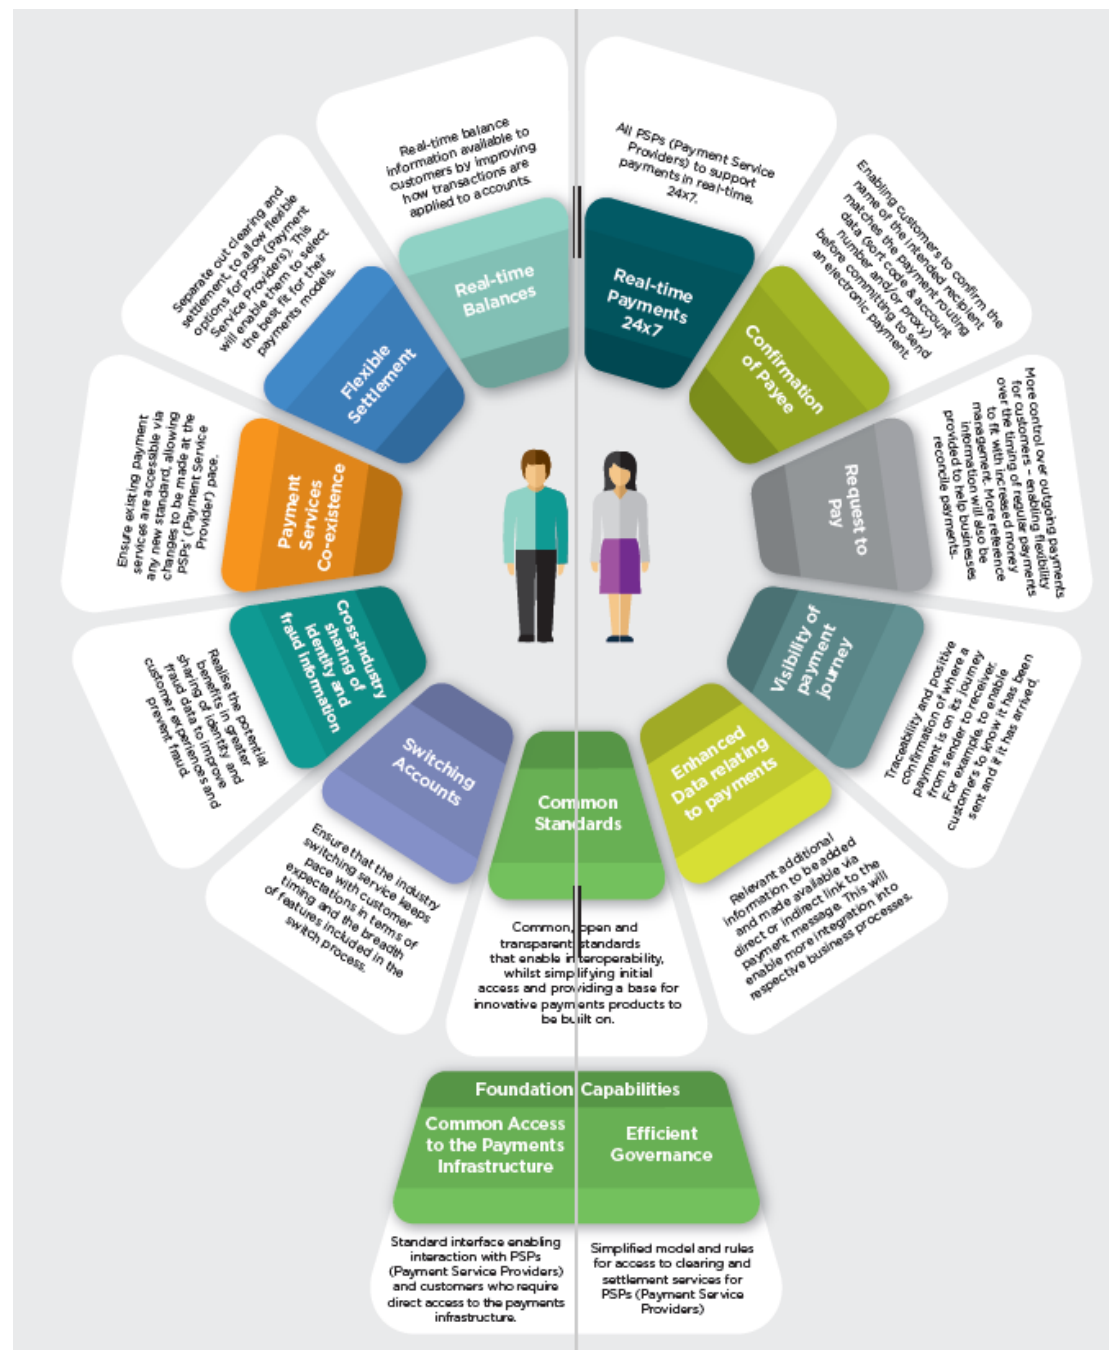 Real-time balance
information available to
customers by improving
how transactions are
applied to accounts.
Real-time
Balances
All PSPs (Payment Service
Providers) to support
payments in real-time,
24x7.
Real-time
Payments
24x7
Enabling customers to confirm the
name of the intended recipient
matches the payment routing
data (sort code & account
number and/or proxy)
before committing to send
an electronic payment.
Confirmation
of Payee
More control over outgoing payments
for customers – enabling flexibility
over the timing of regular payments
to fit with increased money
management. More reference
information will also be
provided to help businesses
reconcile payments.
Request to
Pay
Traceability and positive
confirmation of where a
payment is on its journey
from sender to receiver.
For example, to enable
customers to know it has been
sent and if it has arrived.
Visibility of
payment
journey
Relevant additional
information to be added
and made available via
direct or indirect link to the
payment message. This will
enable more integration into
respective business processes.
Enhanced
Data relating
to payments
Common
Standards
Common, open and
transparent standards
that enable interoperability,
whilst simplifying initial
access and providing a base for
innovative payments products to
be built on.
Switching
Accounts
Ensure that the industry
switching service keeps
pace with customer
expectations in terms of
timing and the breadth
of features included in the
switch process.
Cross-industry
sharing of
identity and
fraud information
Realise the potential
benefits in greater
sharing of identity and
fraud data to improve
customer experiences and
prevent fraud.
Payment
Services
Co-existence
Ensure existing payment
services are accessible via
any new standard, allowing
changes to be made at the
PSPs' (Payment Service
Provider) pace.
Flexible
Settlement
Separate out clearing and
settlement, to allow flexible
options for PSPs (Payment
Service Providers). This
will enable them to select
the best fit for their
payments models.
Foundation Capabilities
Common Access
to the Payments
Infrastructure
Efficient
Governance
Standard interface enabling
interaction with PSPs
(Payment Service Providers)
and customers who require
direct access to the payments
infrastructure.
Simplified model and rules
for access to clearing and
settlement services for
PSPs (Payment Service
Providers)